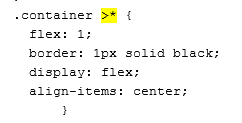 .container >* {
flex: 1;
border: 1px solid black;
display: flex;
align-items: center;
}